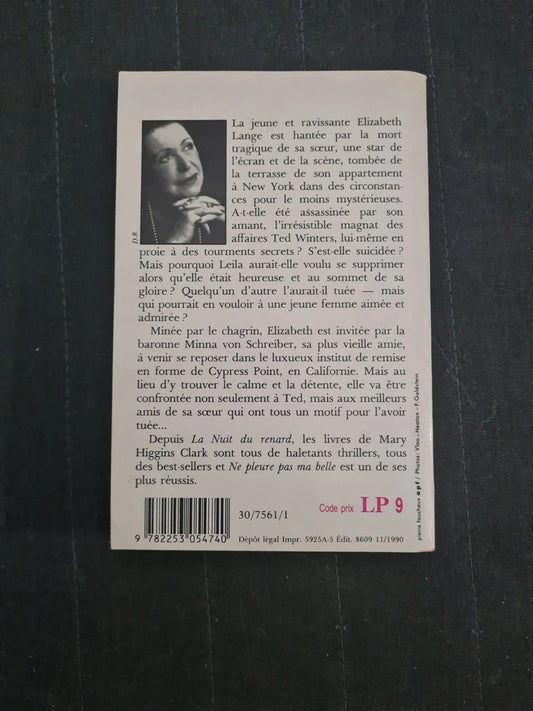 La jeune et ravissante Elizabeth
Lange est hantée par la mort
tragique de sa sœur, une star de
l'écran et de la scène, tombée de
la terrasse de son appartement
à New York dans des circonstan-
ces pour le moins mystérieuses.
A-t-elle été assassinée par son
amant, l'irrésistible magnat des
affaires Ted Winters, lui-même en
proie à des tourments secrets ? S'est-elle suicidée ?
Mais pourquoi Leila aurait-elle voulu se supprimer
alors qu'elle était heureuse et au sommet de sa
gloire ? Quelqu'un d'autre l'aurait-il tuée — mais
qui pourrait en vouloir à une jeune femme aimée et
admirée ?
Minée par le chagrin, Elizabeth est invitée par la
baronne Minna von Schreiber, sa plus vieille amie,
à venir se reposer dans le luxueux institut de remise
en forme de Cypress Point, en Californie. Mais au
lieu d'y trouver le calme et la détente, elle va être
confrontée non seulement à Ted, mais aux meilleurs
amis de sa sœur qui ont tous un motif pour l'avoir
tuée...
Depuis La Nuit du renard, les livres de Mary
Higgins Clark sont tous de haletants thrillers, tous
des best-sellers et Ne pleure pas ma belle est un de ses
plus réussis.
D.R.
pierre faucheux apf / Photos: Vloo - Heaton - F. Goldstein
9 782253 054740
30/7561/1
Code prix LP 9
Dépôt légal Impr. 5925A-5 Édit. 8609 11/1990